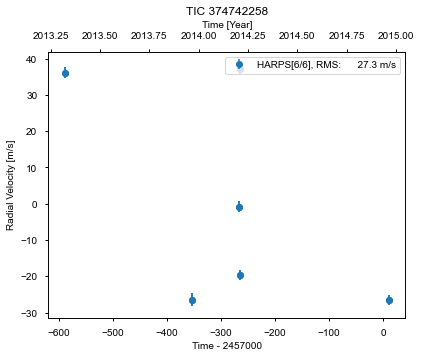 TIC 374742258
Time [Year]
2013.25 2013.50 2013.75 2014.00 2014.25 2014.50 2014.75 2015.00
HARPS[6/6], RMS: 27.3 m/s
Radial Velocity [m/s]
40
30
20
10
0
−10
−20
−30
−600 −500 −400 −300 −200 −100 0
Time - 2457000